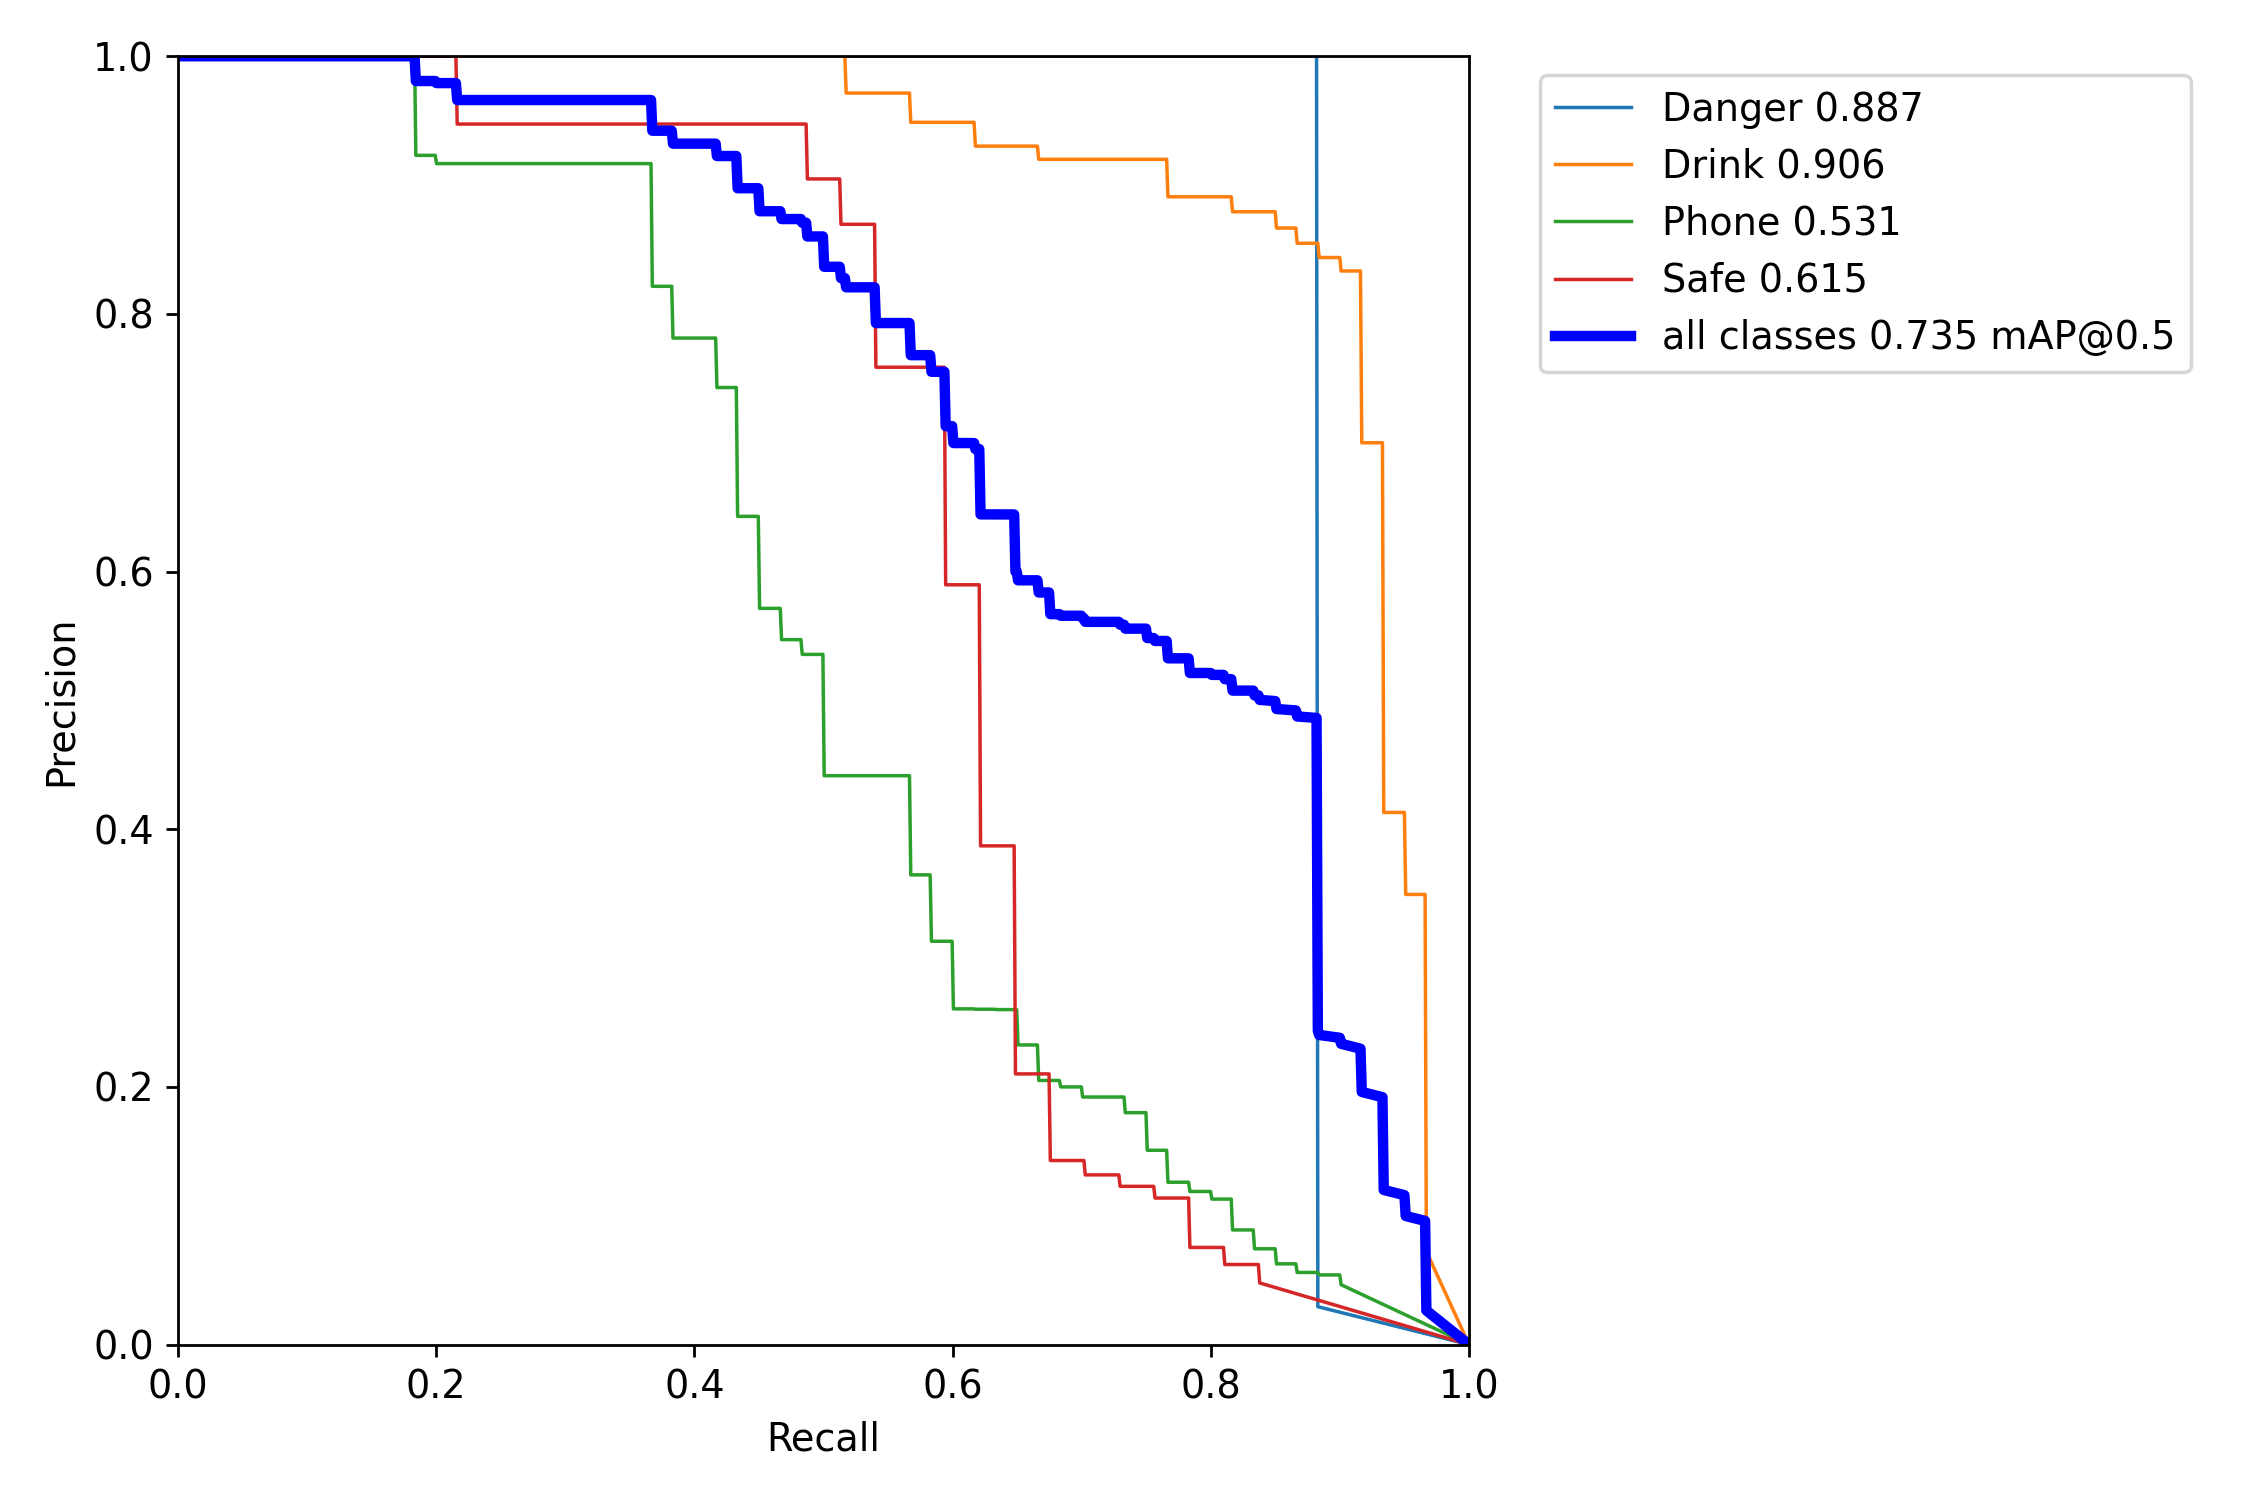 1.0
0.8
0.6
0.4
0.2
0.0
Precision
0.0 0.2 0.4 0.6 0.8 1.0
Recall
Danger 0.887
Drink 0.906
Phone 0.531
Safe 0.615
all classes 0.735 mAP@0.5